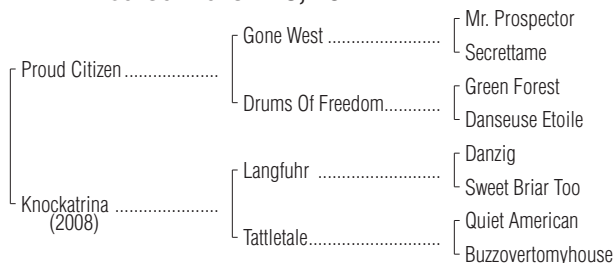 Mr. Prospector
Gone West ........................
Secrettame
Proud Citizen ....................
Green Forest
Drums Of Freedom............
Danseuse Etoile
Danzig
Langfuhr ..........................
Sweet Briar Too
Knockatrina ......................
(2008)
Quiet American
Tattletale............................
Buzzovertomyhouse